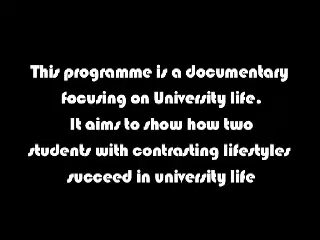 This programme is a documentary
focusing on University life.
It aims to show how two
students with contrasting lifestyles
succeed in university life